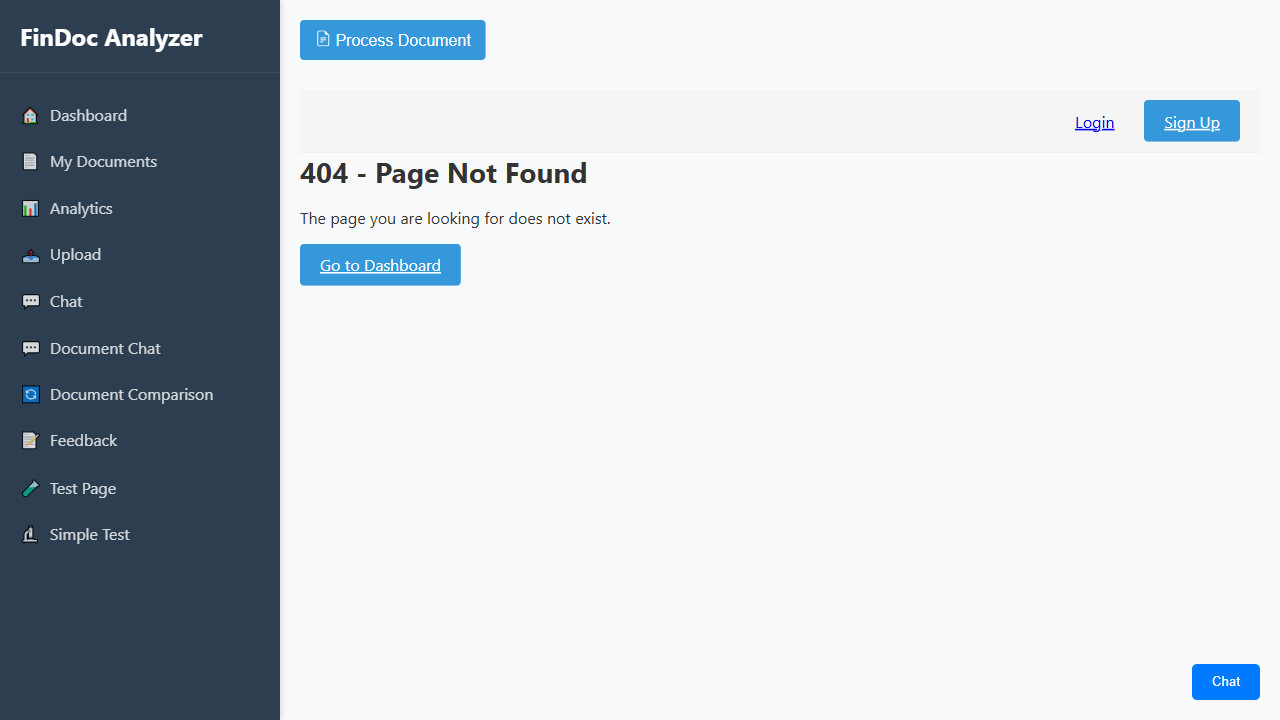 FinDoc Analyzer
Dashboard
My Documents
Analytics
Upload
Chat
Document Chat
Document Comparison
Feedback
Test Page
Simple Test
Process Document
Login
Sign Up
404 - Page Not Found
The page you are looking for does not exist.
Go to Dashboard
Chat